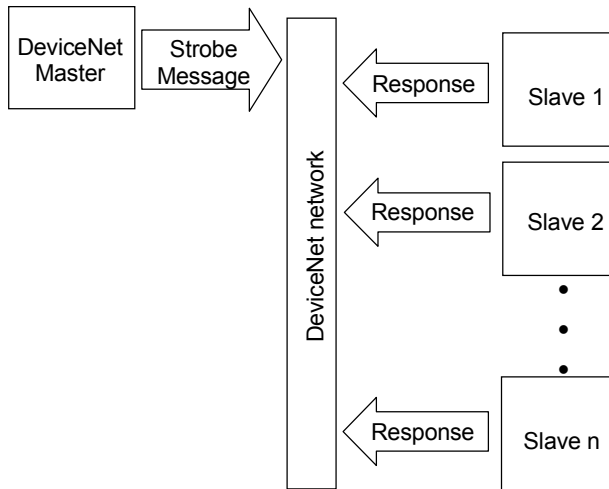 DeviceNet
Master
Strobe
Message
Response
Slave 1
Response
Slave 2
DeviceNet network
Response
Slave n